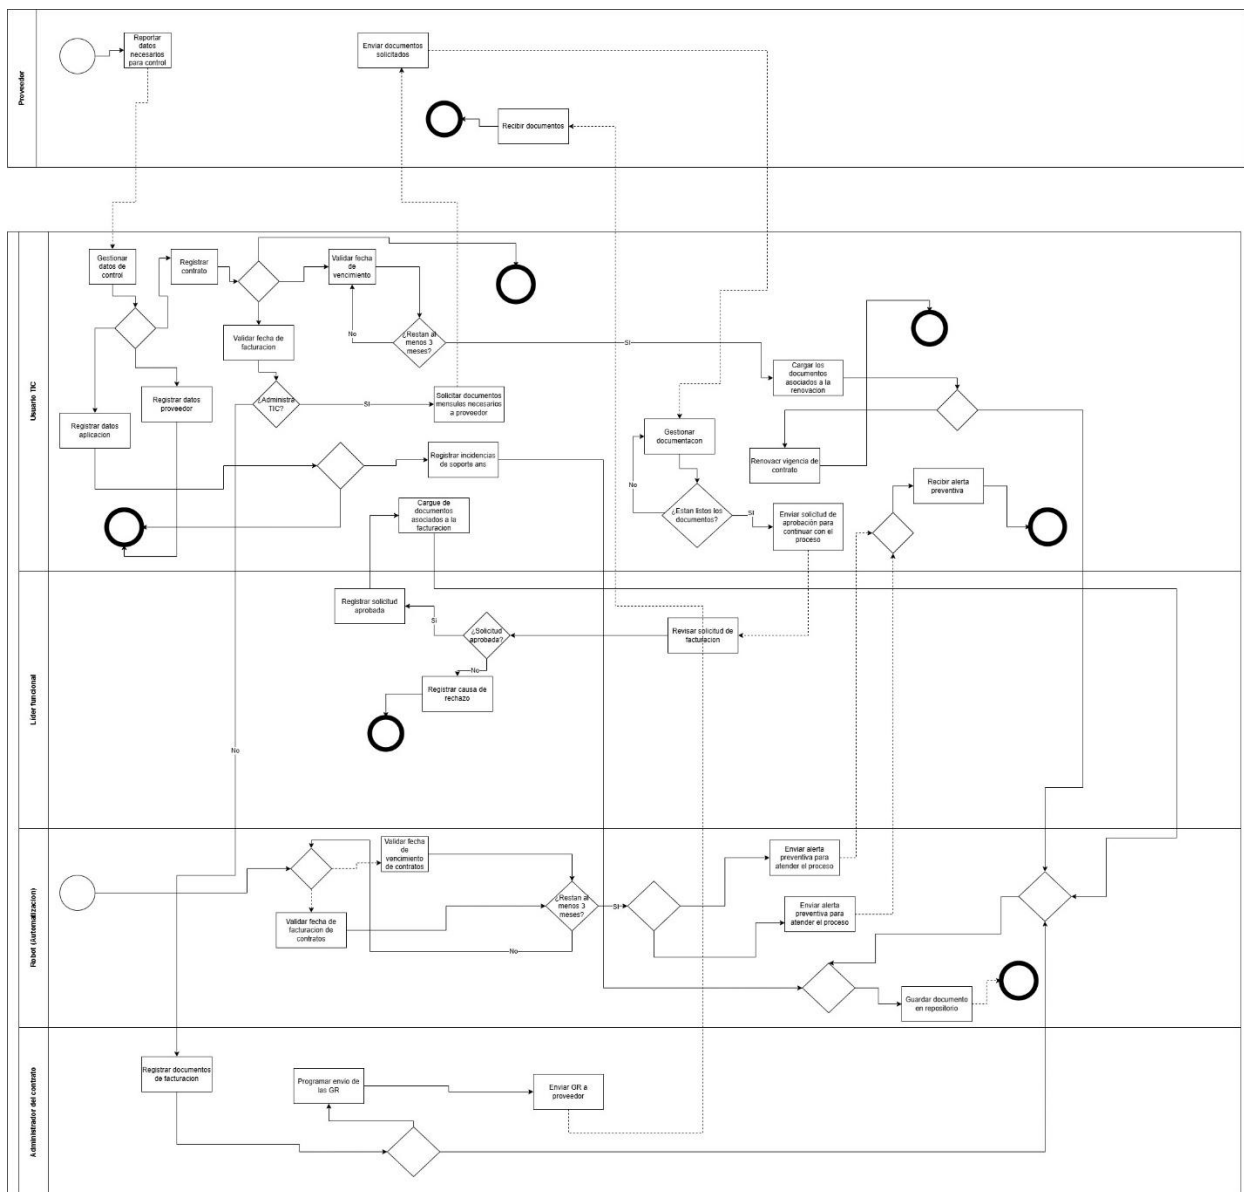 Proveedor
Reportar
datos
necesarios
para control
Enviar documentos
solicitados
Recibir documentos
Usuario TIC
Gestionar
datos de
control
Registrar
contrato
Validar fecha
de
vencimiento
Validar fecha de
facturacion
No
¿Restan al
menos 3
meses?
SI
Cargar los
documentos
asociados a la
renovacion
Registrar datos
proveedor
¿Administra
TIC?
SI
Solicitar documentos
mensules necesarios
a proveedor
Registrar datos
aplicacion
Registrar incidencias
de soporte ans
Gestionar
documentacon
Renovacr vigencia de
contrato
Recibir alerta
preventiva
No
Cargue de
documentos
asociados a la
facturacion
¿Estan listos los
documentos?
SI
Enviar solicitud de
aprobación para
continuar con el
proceso
Lider funcional
Registrar solicitud
aprobada
Si
¿Solicitud
aprobada?
Revisar solicitud de
facturacion
No
Registrar causa de
rechazo
No
Robot (Automatizacion)
Validar fecha
de
vencimiento
de contratos
Enviar alerta
preventiva para
atender el proceso
¿Restan al
menos 3
meses?
SI
Validar fecha de
facturacion de
contratos
Enviar alerta
preventiva para
atender el proceso
No
Guardar documento
en repositorio
Administrador del contrato
Registrar documentos
de facturacion
Programar envio de
las GR
Enviar GR a
proveedor